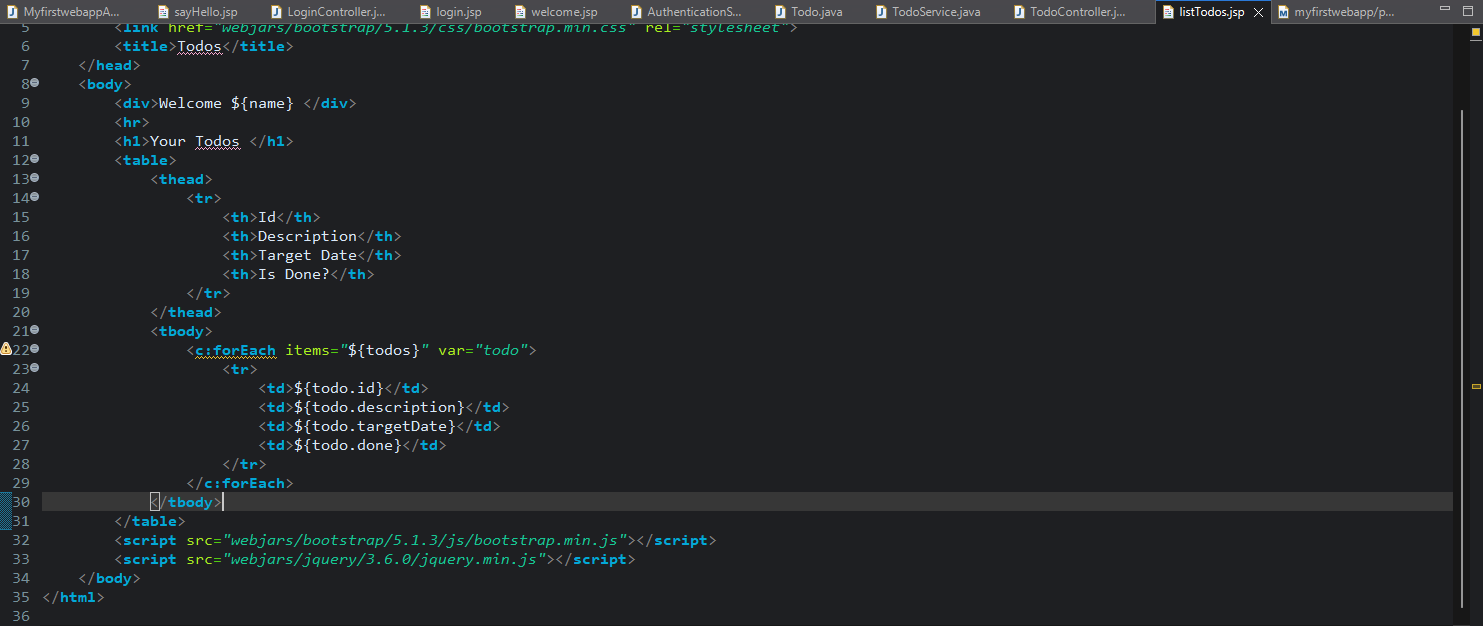 MyfirstwebappA... sayHello.jsp LoginController.j... login.jsp welcome.jsp AuthenticationS... Todo.java TodoService.java TodoController.j... listTodos.jsp myfirstwebapp/p...
5         <link href="webjars/bootstrap/5.1.3/css/bootstrap.min.css" rel="stylesheet">
6         <title>Todos</title>
7     </head>
8     <body>
9         <div>Welcome ${name} </div>
10         <hr>
11         <h1>Your Todos </h1>
12         <table>
13             <thead>
14                 <tr>
15                     <th>Id</th>
16                     <th>Description</th>
17                     <th>Target Date</th>
18                     <th>Is Done?</th>
19                 </tr>
20             </thead>
21             <tbody>
22                 <c:forEach items="${todos}" var="todo">
23                     <tr>
24                         <td>${todo.id}</td>
25                         <td>${todo.description}</td>
26                         <td>${todo.targetDate}</td>
27                         <td>${todo.done}</td>
28                     </tr>
29                 </c:forEach>
30             </tbody>
31         </table>
32         <script src="webjars/bootstrap/5.1.3/js/bootstrap.min.js"></script>
33         <script src="webjars/jquery/3.6.0/jquery.min.js"></script>
34     </body>
35 </html>
36